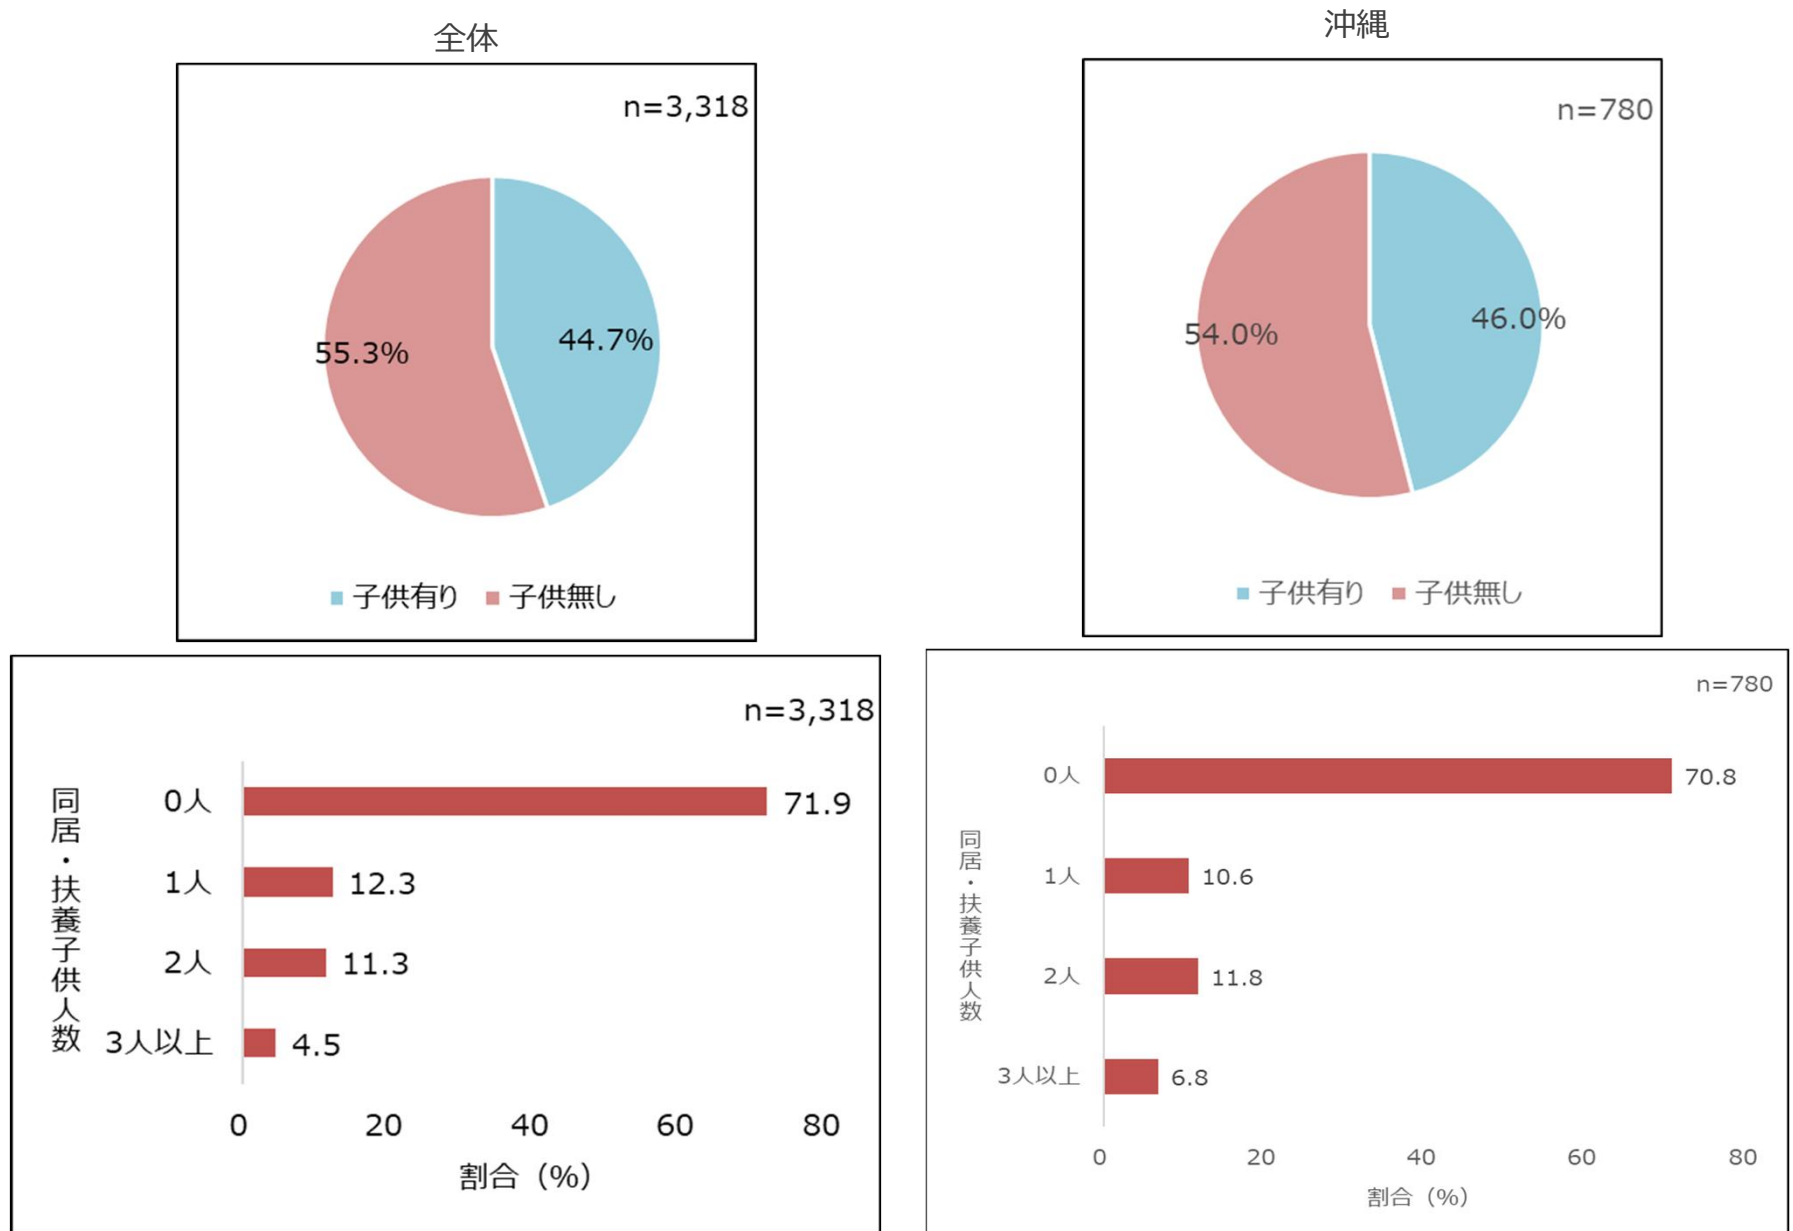 全体
n=3,318
55.3%
44.7%
子供有り 子供無し
沖縄
n=780
54.0%
46.0%
子供有り 子供無し
n=3,318
同居・扶養子供人数
0人 71.9
1人 12.3
2人 11.3
3人以上 4.5
0 20 40 60 80
割合（%）
n=780
同居・扶養子供人数
0人 70.8
1人 10.6
2人 11.8
3人以上 6.8
0 20 40 60 80
割合（%）